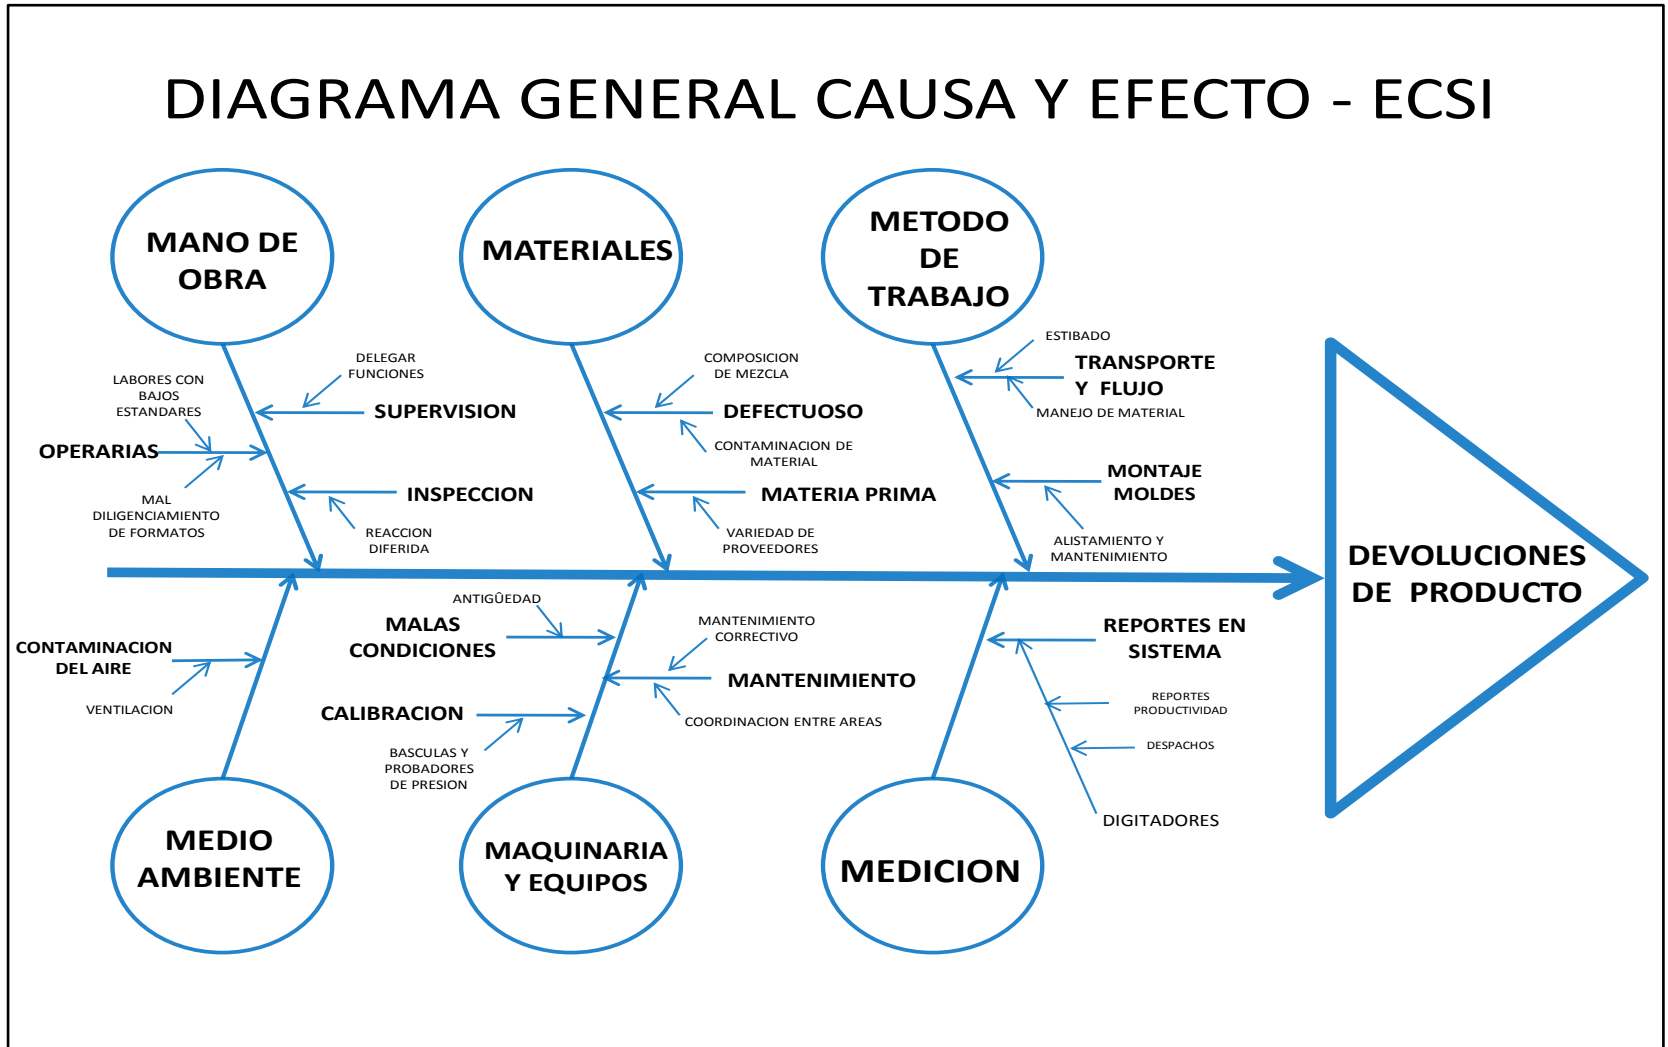 DIAGRAMA GENERAL CAUSA Y EFECTO - ECSI
MANO DE
OBRA
MATERIALES
METODO
DE
TRABAJO
LABORES CON
BAJOS
ESTANDARES
DELEGAR
FUNCIONES
SUPERVISION
OPERARIAS
MAL
DILIGENCIAMIENTO
DE FORMATOS
INSPECCION
REACCION
DIFERIDA
COMPOSICION
DE MEZCLA
DEFECTUOSO
CONTAMINACION DE
MATERIAL
MATERIA PRIMA
VARIEDAD DE
PROVEEDORES
ESTIBADO
TRANSPORTE
Y FLUJO
MANEJO DE MATERIAL
MONTAJE
MOLDES
ALISTAMIENTO Y
MANTENIMIENTO
DEVOLUCIONES
DE PRODUCTO
CONTAMINACION
DEL AIRE
VENTILACION
ANTIGÛEDAD
MALAS
CONDICIONES
MANTENIMIENTO
CORRECTIVO
MANTENIMIENTO
COORDINACION ENTRE AREAS
CALIBRACION
BASCULAS Y
PROBADORES
DE PRESION
REPORTES EN
SISTEMA
REPORTES
PRODUCTIVIDAD
DESPACHOS
DIGITADORES
MEDIO
AMBIENTE
MAQUINARIA
Y EQUIPOS
MEDICION